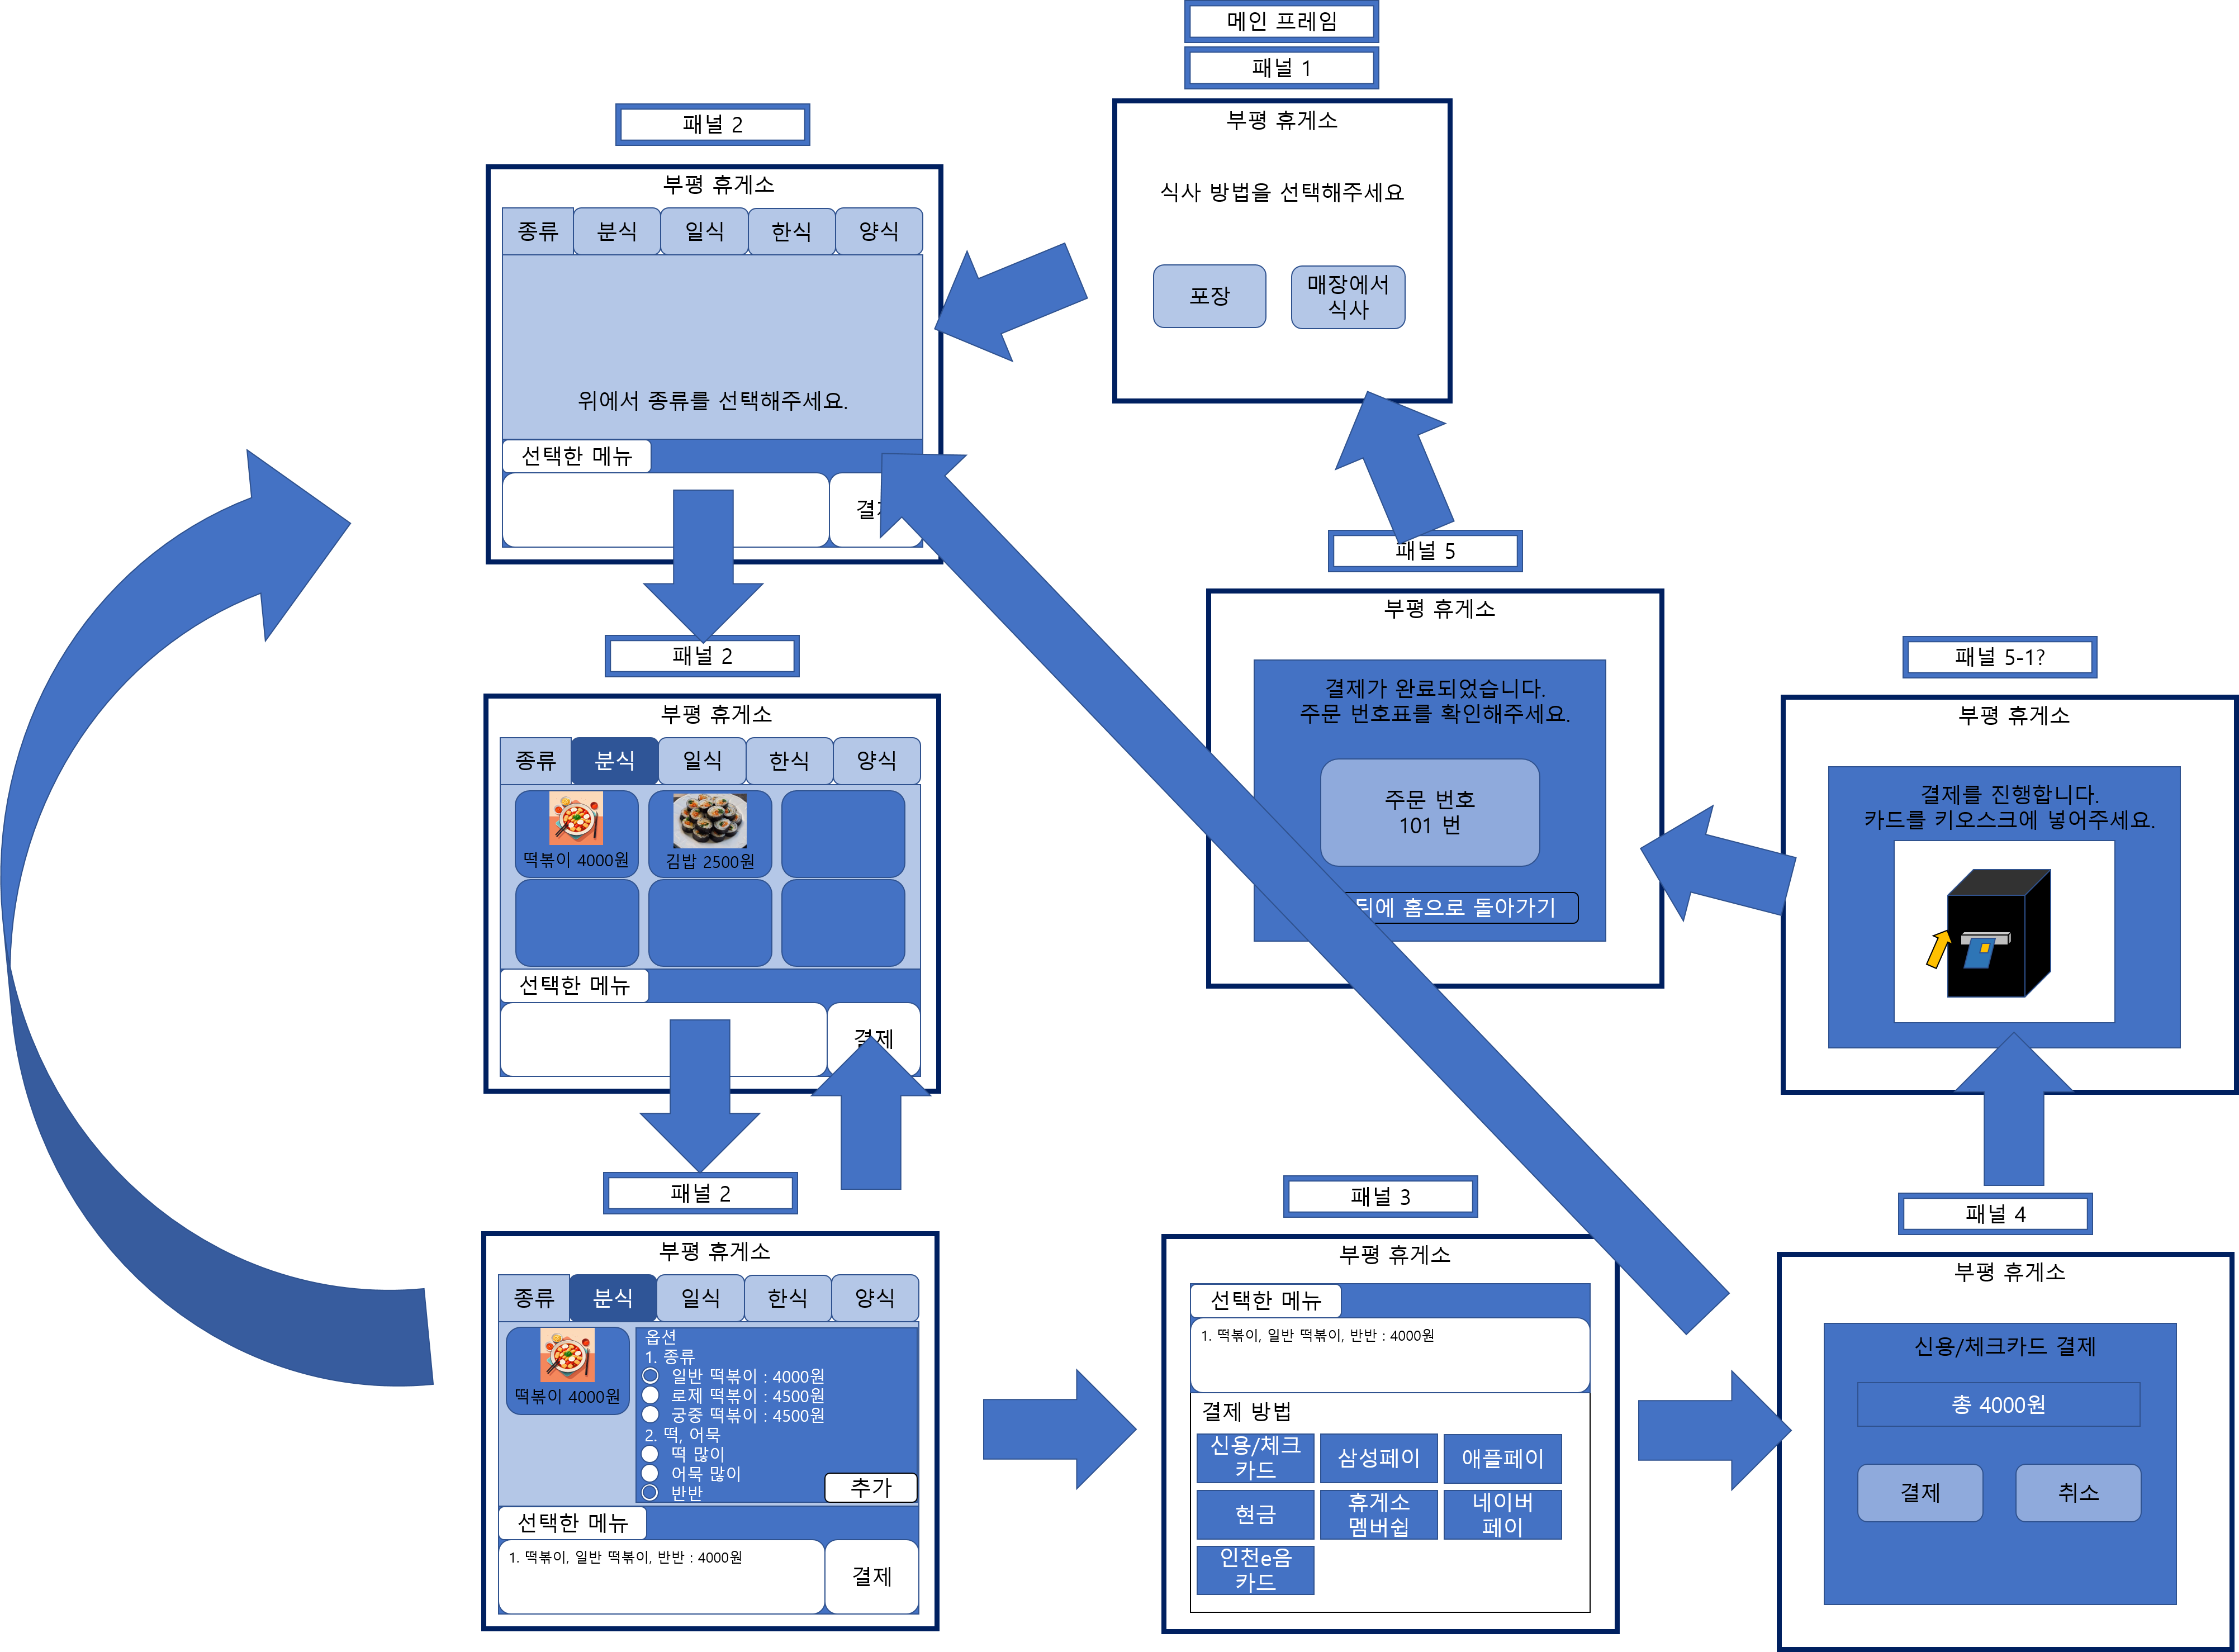 메인 프레임
패널 1
부평 휴게소
식사 방법을 선택해주세요
포장
매장에서
식사
패널 2
부평 휴게소
종류 분식 일식 한식 양식
위에서 종류를 선택해주세요.
선택한 메뉴
패널 2
부평 휴게소
종류 분식 일식 한식 양식
떡볶이 4000원
김밥 2500원
선택한 메뉴
결제
패널 2
부평 휴게소
종류 분식 일식 한식 양식
떡볶이 4000원
옵션
1. 종류
일반 떡볶이 : 4000원
로제 떡볶이 : 4500원
궁중 떡볶이 : 4500원
2. 떡, 어묵
떡 많이
어묵 많이
반반
추가
선택한 메뉴
1. 떡볶이, 일반 떡볶이, 반반 : 4000원
결제
패널 3
부평 휴게소
선택한 메뉴
1. 떡볶이, 일반 떡볶이, 반반 : 4000원
결제 방법
신용/체크
카드
삼성페이
애플페이
현금
휴게소
멤버쉽
네이버
페이
인천e음
카드
패널 4
부평 휴게소
신용/체크카드 결제
총 4000원
결제
취소
패널 5-1?
부평 휴게소
결제를 진행합니다.
카드를 키오스크에 넣어주세요.
패널 5
부평 휴게소
결제가 완료되었습니다.
주문 번호표를 확인해주세요.
주문 번호
101 번
뒤에 홈으로 돌아가기